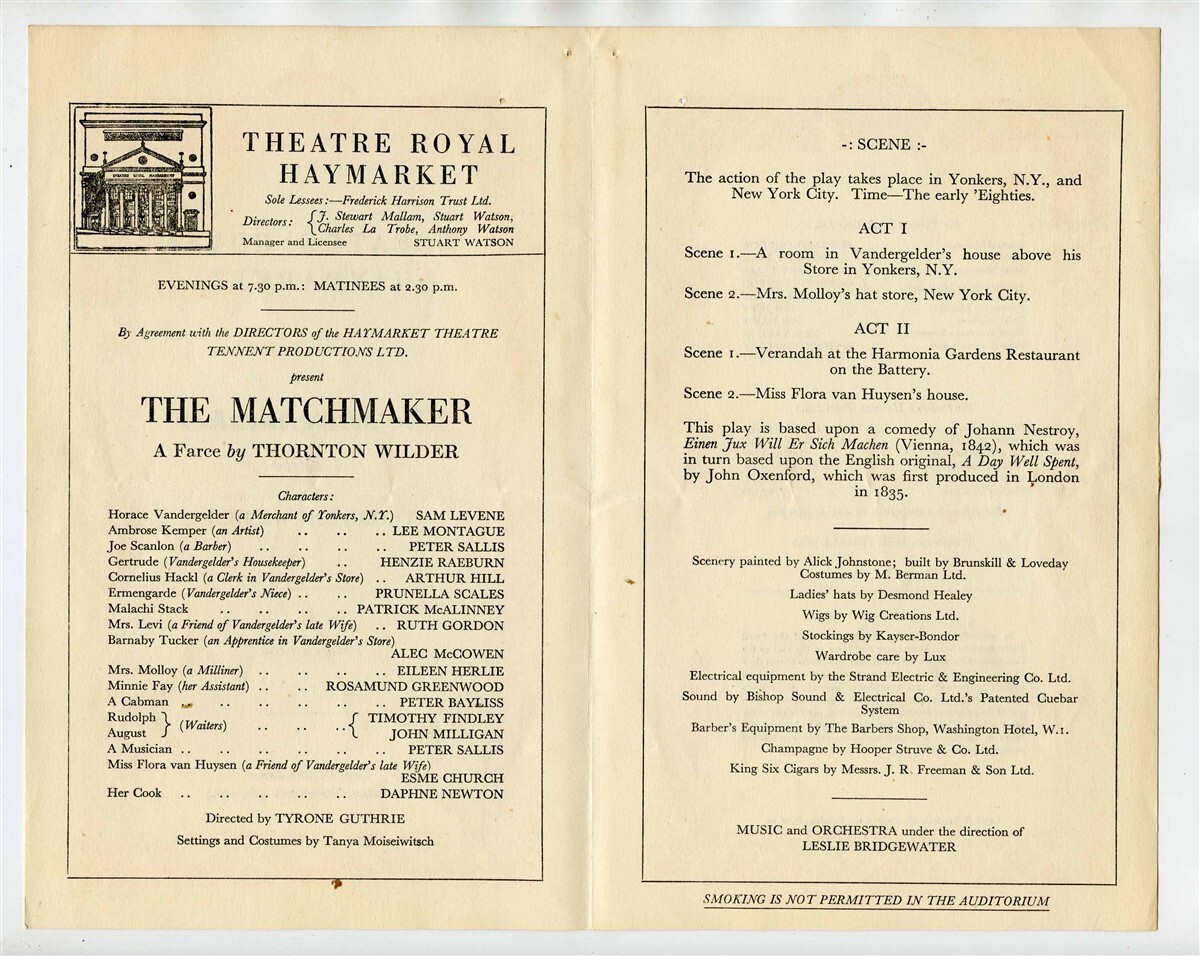 THEATRE ROYAL HAYMARKET
THEATRE ROYAL
HAYMARKET
Sole Lessees:—Frederick Harrison Trust Ltd.
Directors: { J. Stewart Mallam, Stuart Watson,
Charles La Trobe, Anthony Watson
Manager and Licensee STUART WATSON
EVENINGS at 7.30 p.m.: MATINEES at 2.30 p.m.
By Agreement with the DIRECTORS of the HAYMARKET THEATRE
TENNENT PRODUCTIONS LTD.
present
THE MATCHMAKER
A Farce by THORNTON WILDER
Characters:
Horace Vandergelder (a Merchant of Yonkers, N.Y.) SAM LEVENE
Ambrose Kemper (an Artist) .. .. .. LEE MONTAGUE
Joe Scanlon (a Barber) .. .. .. .. PETER SALLIS
Gertrude (Vandergelder's Housekeeper) .. HENZIE RAEBURN
Cornelius Hackl (a Clerk in Vandergelder's Store) .. ARTHUR HILL
Ermengarde (Vandergelder's Niece) .. .. PRUNELLA SCALES
Malachi Stack .. .. .. .. PATRICK McALINNEY
Mrs. Levi (a Friend of Vandergelder's late Wife) .. RUTH GORDON
Barnaby Tucker (an Apprentice in Vandergelder's Store)
ALEC McCOWEN
Mrs. Molloy (a Milliner) .. .. .. .. EILEEN HERLIE
Minnie Fay (her Assistant) .. .. ROSAMUND GREENWOOD
A Cabman .. .. .. .. .. .. PETER BAYLISS
Rudolph } (Waiters) .. .. .. { TIMOTHY FINDLEY
August JOHN MILLIGAN
A Musician .. .. .. .. .. .. PETER SALLIS
Miss Flora van Huysen (a Friend of Vandergelder's late Wife)
ESME CHURCH
Her Cook .. .. .. .. .. DAPHNE NEWTON
Directed by TYRONE GUTHRIE
Settings and Costumes by Tanya Moiseiwitsch
-: SCENE :-
The action of the play takes place in Yonkers, N.Y., and
New York City. Time—The early 'Eighties.
ACT I
Scene 1.—A room in Vandergelder's house above his
Store in Yonkers, N.Y.
Scene 2.—Mrs. Molloy's hat store, New York City.
ACT II
Scene 1.—Verandah at the Harmonia Gardens Restaurant
on the Battery.
Scene 2.—Miss Flora van Huysen's house.
This play is based upon a comedy of Johann Nestroy,
Einen Jux Will Er Sich Machen (Vienna, 1842), which was
in turn based upon the English original, A Day Well Spent,
by John Oxenford, which was first produced in London
in 1835.
Scenery painted by Alick Johnstone; built by Brunskill & Loveday
Costumes by M. Berman Ltd.
Ladies' hats by Desmond Healey
Wigs by Wig Creations Ltd.
Stockings by Kayser-Bondor
Wardrobe care by Lux
Electrical equipment by the Strand Electric & Engineering Co. Ltd.
Sound by Bishop Sound & Electrical Co. Ltd.'s Patented Cuebar
System
Barber's Equipment by The Barbers Shop, Washington Hotel, W.1.
Champagne by Hooper Struve & Co. Ltd.
King Six Cigars by Messrs. J. R. Freeman & Son Ltd.
MUSIC and ORCHESTRA under the direction of
LESLIE BRIDGEWATER
SMOKING IS NOT PERMITTED IN THE AUDITORIUM